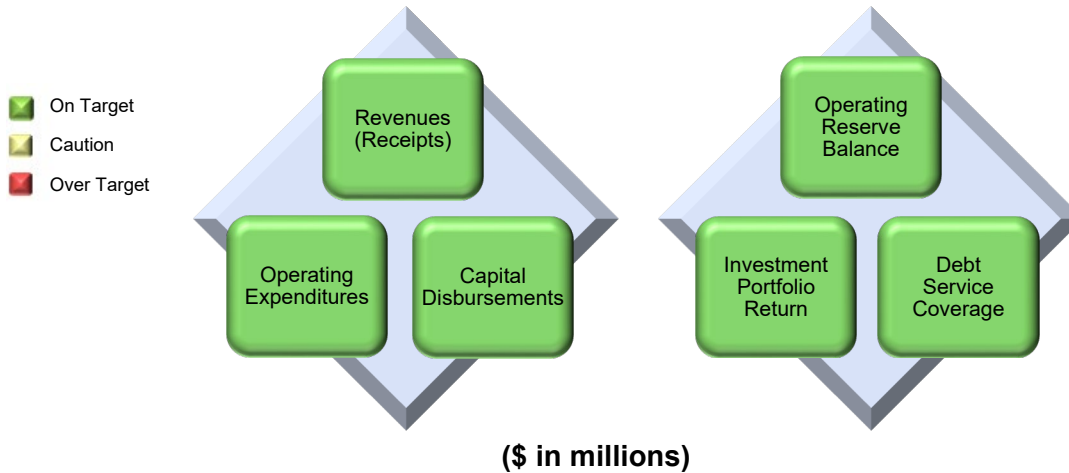 On Target
Caution
Over Target
Revenues
(Receipts)
Operating
Expenditures
Capital
Disbursements
Operating
Reserve
Balance
Investment
Portfolio
Return
Debt
Service
Coverage
($ in millions)